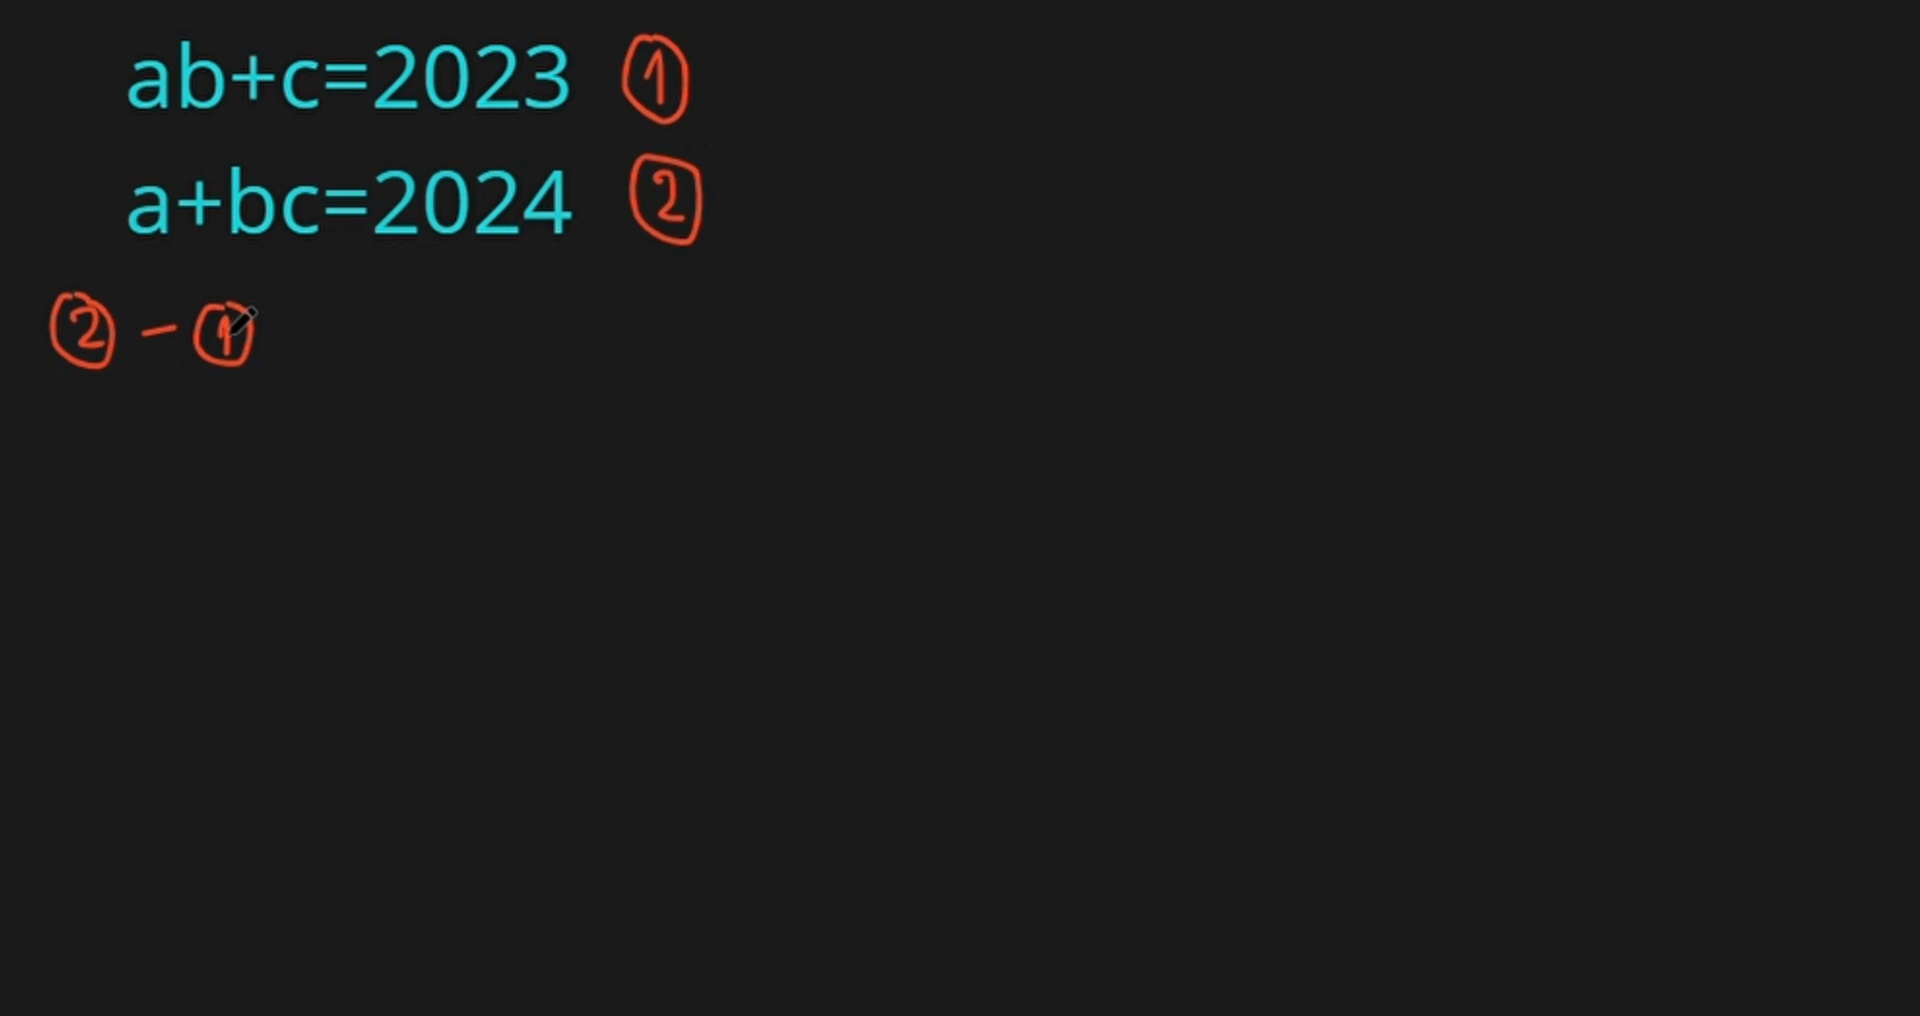 ab+c=2023 ①
a+bc=2024 ②
② - ①